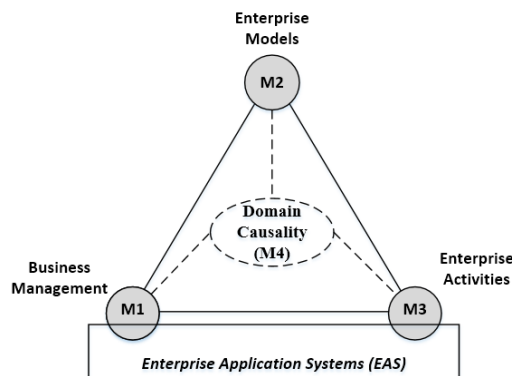 Enterprise
Models
M2
Domain
Causality
(M4)
Business
Management
Enterprise
Activities
M1
M3
Enterprise Application Systems (EAS)